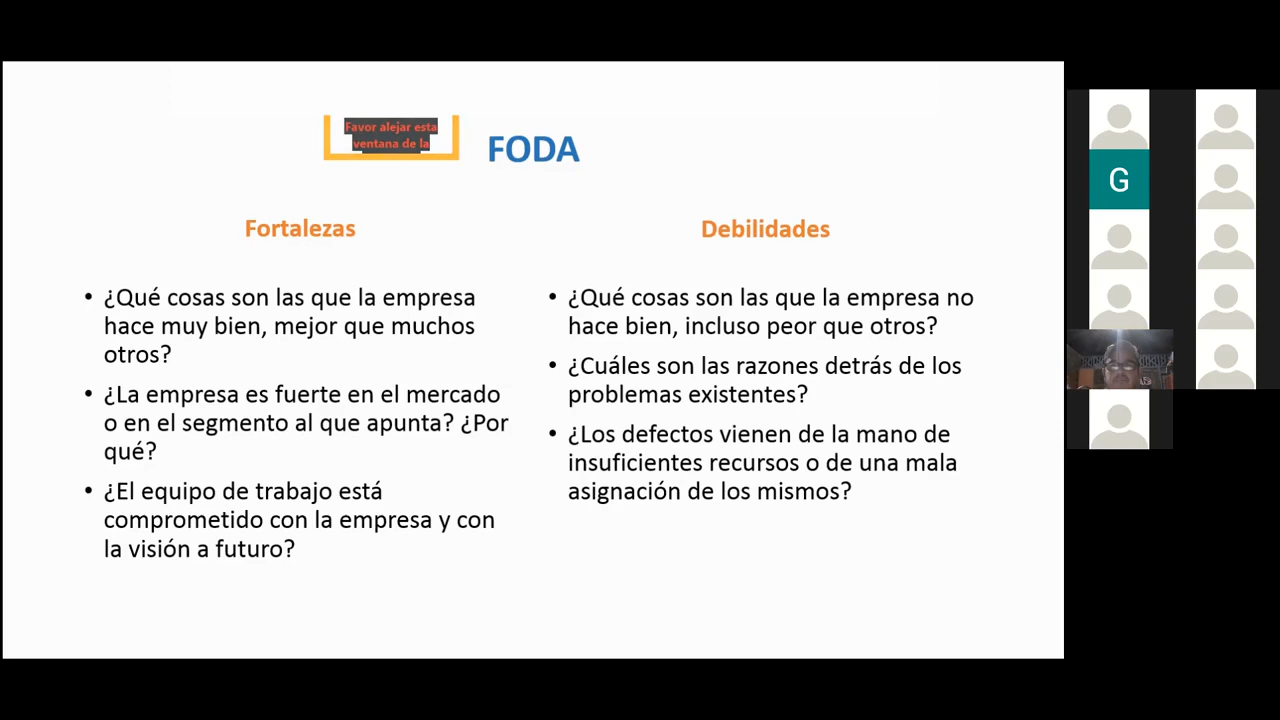 Favor alejar esta
ventana de la
FODA
Fortalezas
• ¿Qué cosas son las que la empresa
hace muy bien, mejor que muchos
otros?
• ¿La empresa es fuerte en el mercado
o en el segmento al que apunta? ¿Por
qué?
• ¿El equipo de trabajo está
comprometido con la empresa y con
la visión a futuro?
Debilidades
• ¿Qué cosas son las que la empresa no
hace bien, incluso peor que otros?
• ¿Cuáles son las razones detrás de los
problemas existentes?
• ¿Los defectos vienen de la mano de
insuficientes recursos o de una mala
asignación de los mismos?
G